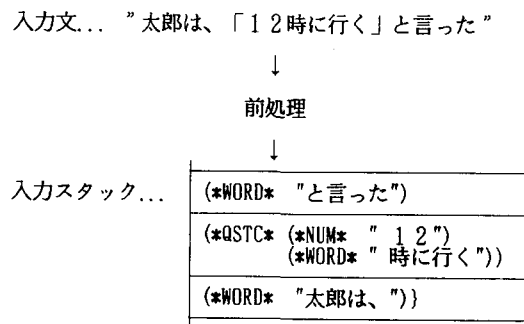 入力文... ”太郎は、「１２時に行く」と言った”
↓
前処理
↓
入力スタック... (*WORD* "と言った")
(*QSTC* (*NUM* "１２")
(*WORD* "時に行く"))
(*WORD* "太郎は、")}